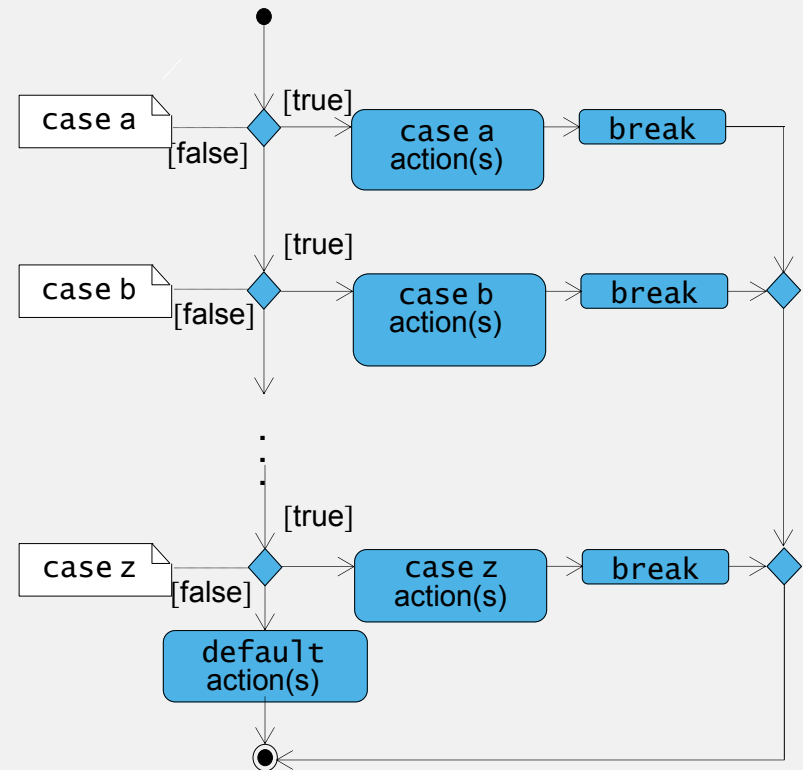 [true]
case a
case a
action(s)
break
[false]
[true]
case b
case b
action(s)
break
[false]
.
.
.
[true]
case z
case z
action(s)
break
[false]
default
action(s)